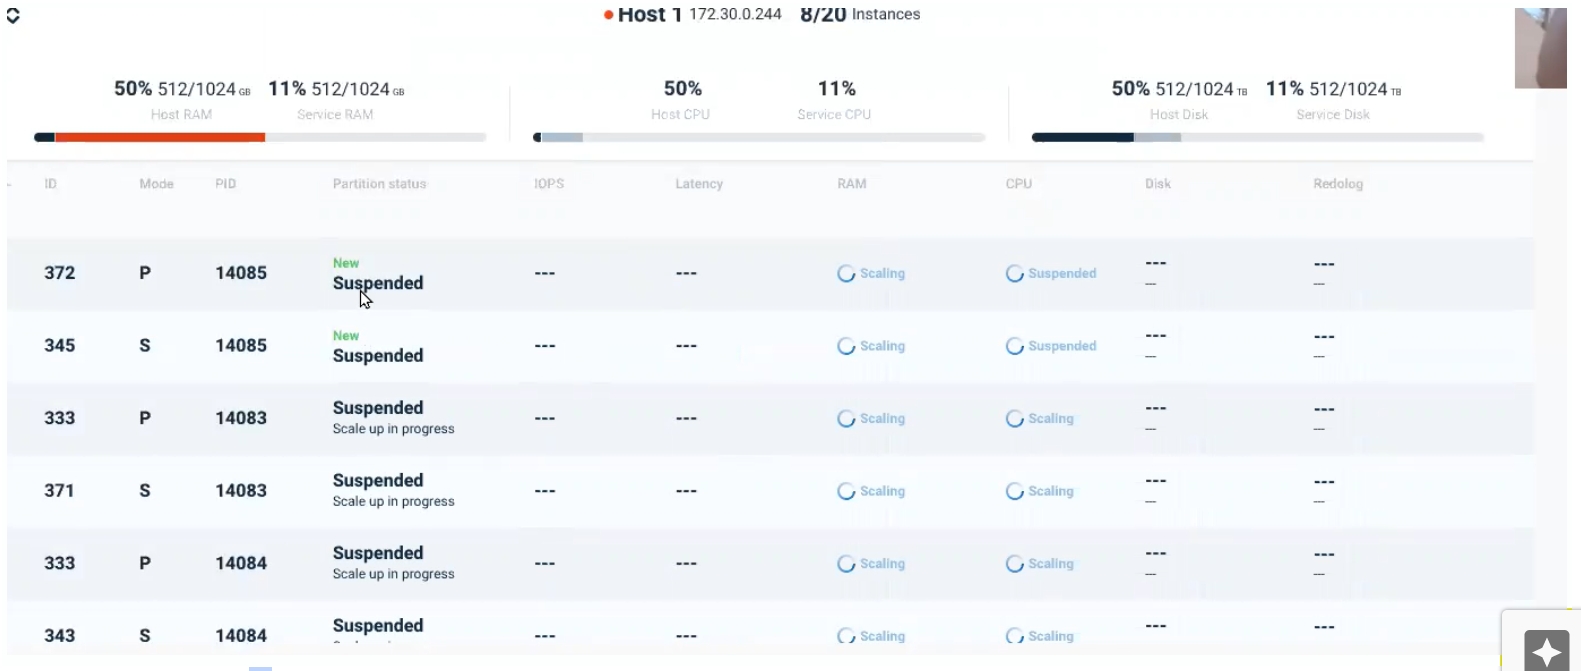 Host 1 172.30.0.244 8/20 Instances
50% 512/1024 GB 11% 512/1024 GB 50% 11% 50% 512/1024 TB 11% 512/1024 TB
Host RAM Service RAM Host CPU Service CPU Host Disk Service Disk
ID Mode PID Partition status IOPS Latency RAM CPU Disk Redolog
New
372 P 14085 Suspended --- --- Scaling Suspended --- ---
--- ---
New
345 S 14085 Suspended --- --- Scaling Suspended --- ---
--- ---
333 P 14083 Suspended --- --- Scaling Scaling --- ---
Scale up in progress --- ---
371 S 14083 Suspended --- --- Scaling Scaling --- ---
Scale up in progress --- ---
333 P 14084 Suspended --- --- Scaling Scaling --- ---
Scale up in progress --- ---
343 S 14084 Suspended --- --- Scaling Scaling --- ---